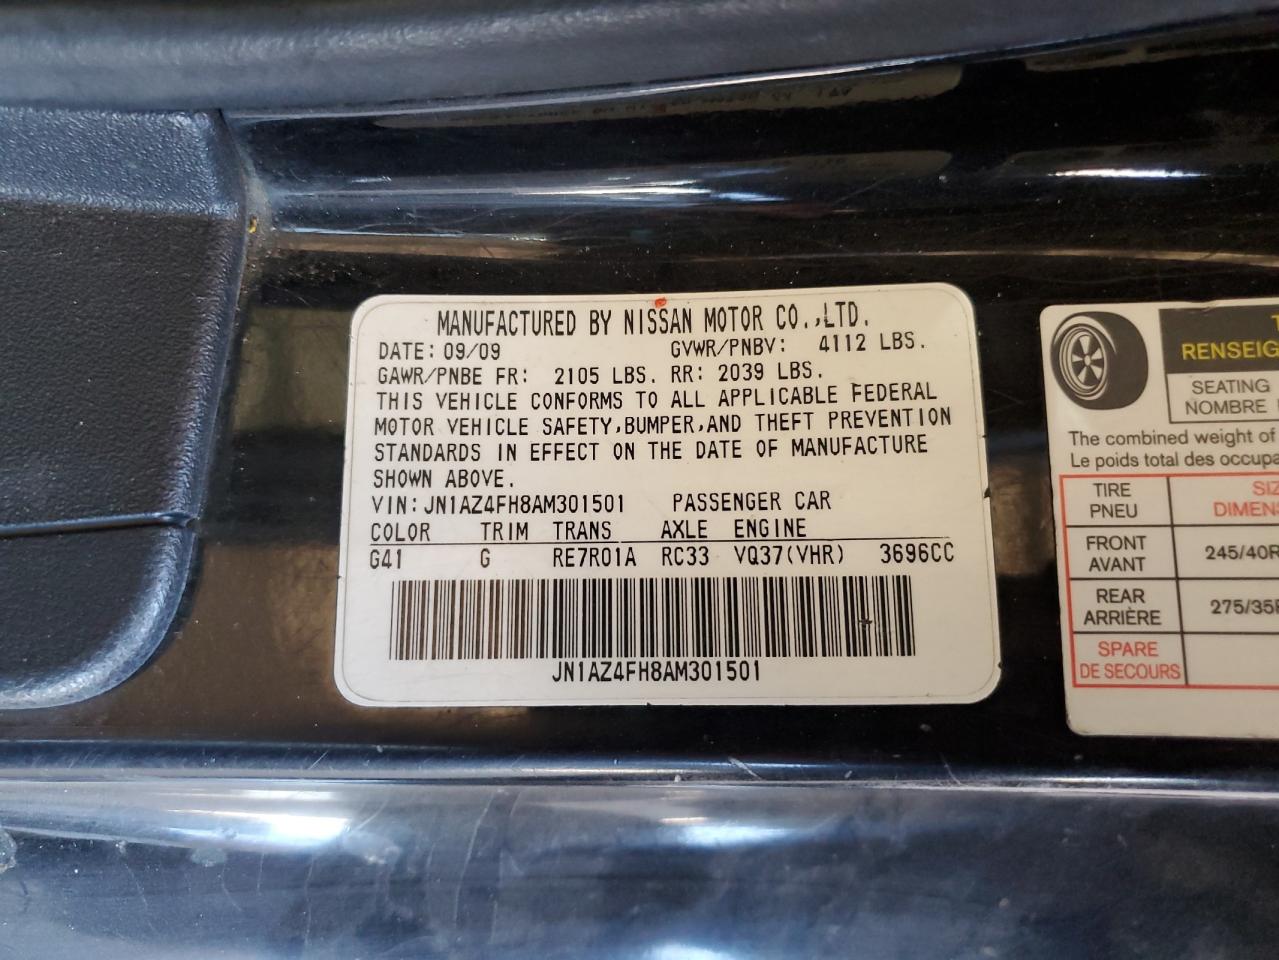 MANUFACTURED BY NISSAN MOTOR CO.,LTD.
DATE: 09/09 GVWR/PNBV: 4112 LBS.
GAWR/PNBE FR: 2105 LBS. RR: 2039 LBS.
THIS VEHICLE CONFORMS TO ALL APPLICABLE FEDERAL
MOTOR VEHICLE SAFETY,BUMPER,AND THEFT PREVENTION
STANDARDS IN EFFECT ON THE DATE OF MANUFACTURE
SHOWN ABOVE.
VIN: JN1AZ4FH8AM301501 PASSENGER CAR
COLOR TRIM TRANS AXLE ENGINE
G41 G RE7R01A RC33 VQ37(VHR) 3696CC
JN1AZ4FH8AM301501
RENSEIG
SEATING
NOMBRE
The combined weight of
Le poids total des occupa
TIRE SIZ
PNEU DIMENS
FRONT
AVANT
245/40R
REAR
ARRIÈRE
275/35
SPARE
DE SECOURS